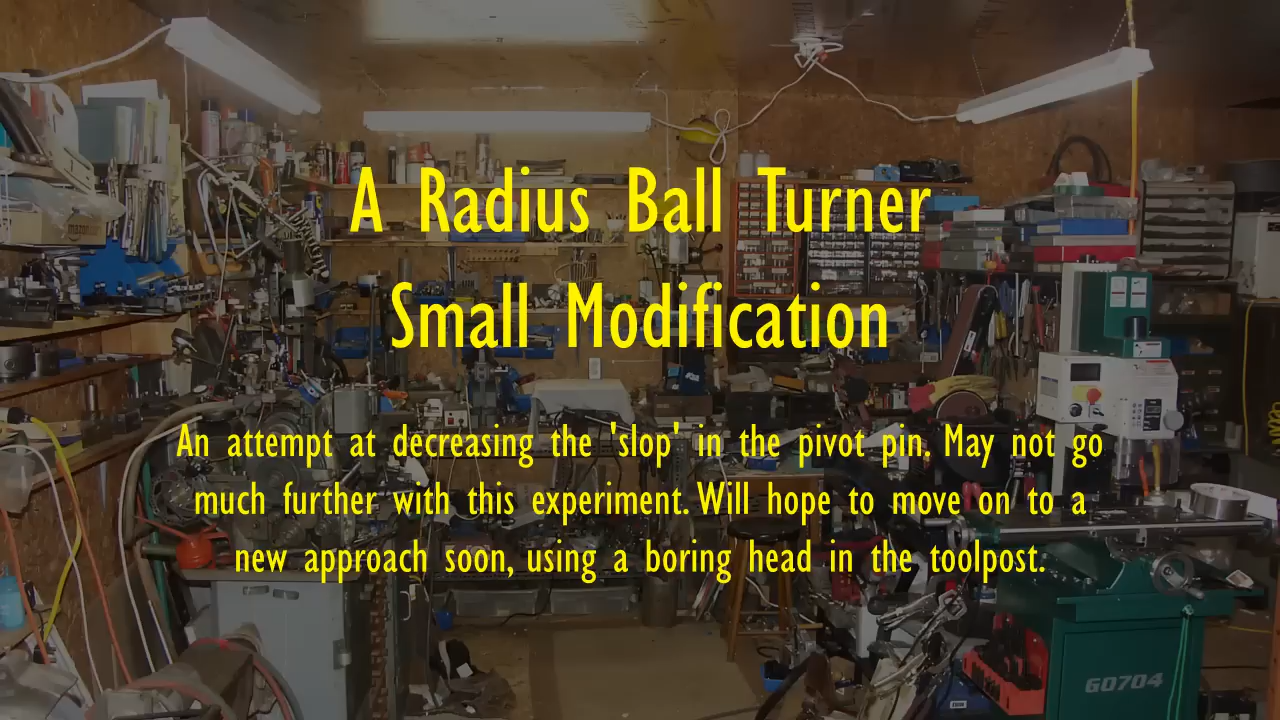 A Radius Ball Turner
Small Modification
An attempt at decreasing the 'slop' in the pivot pin. May not go
much further with this experiment. Will hope to move on to a
new approach soon, using a boring head in the toolpost.
G0704